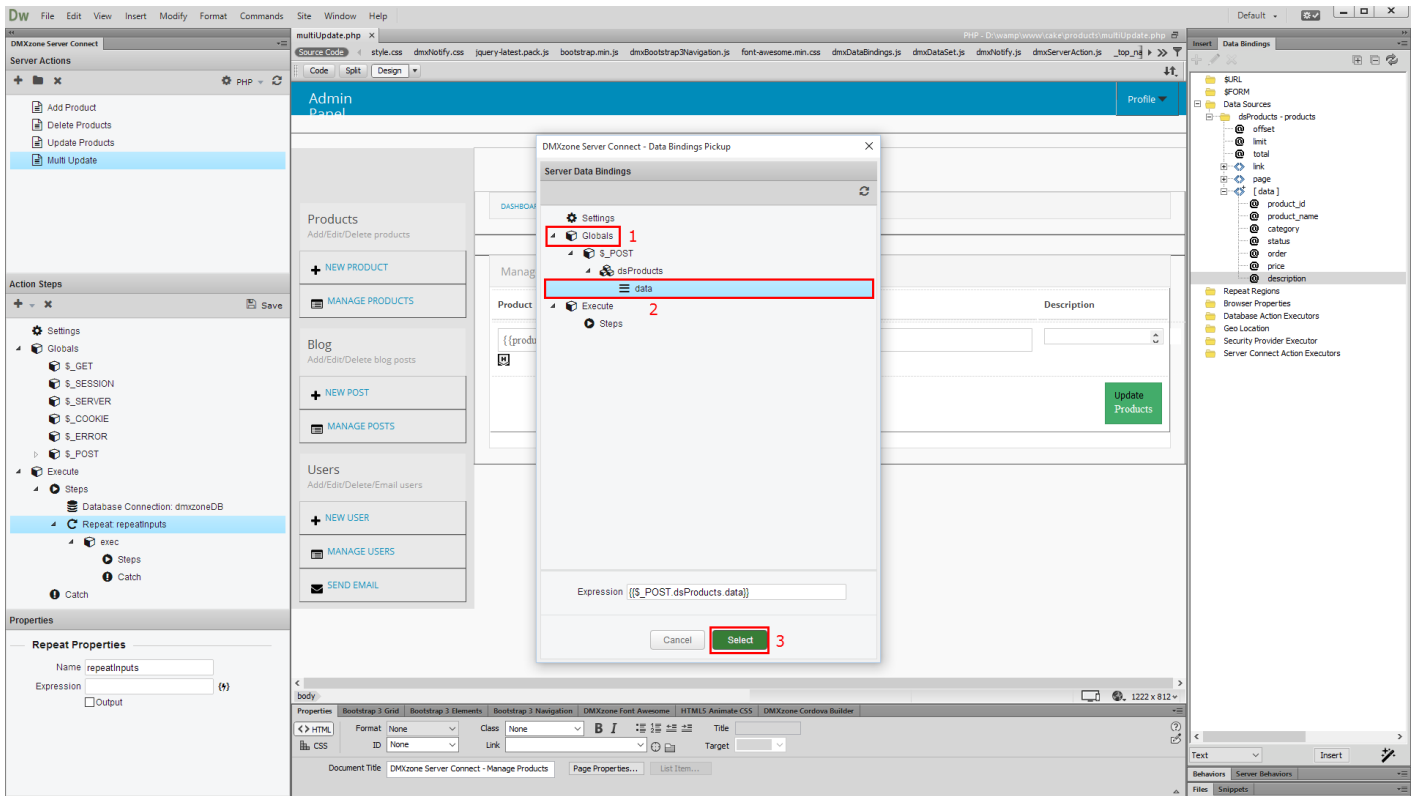 Dw File Edit View Insert Modify Format Commands Site Window Help Default
DMXzone Server Connect
Server Actions
PHP
Add Product
Delete Products
Update Products
Multi Update
Action Steps
Save
Settings
Globals
$_GET
$_SESSION
$_SERVER
$_COOKIE
$_ERROR
$_POST
Execute
Steps
Database Connection: dmxzoneDB
Repeat: repeatInputs
exec
Steps
Catch
Catch
Properties
Repeat Properties
Name repeatInputs
Expression
Output
multiUpdate.php × PHP - D:\wamp\www\cake\products\multiUpdate.php
Source Code style.css dmxNotify.css jquery-latest.pack.js bootstrap.min.js dmxBootstrap3Navigation.js font-awesome.min.css dmxDataBindings.js dmxDataSet.js dmxNotify.js dmxServerAction.js _top_na
Code Split Design
Admin
Panel
Profile
Products
Add/Edit/Delete products
NEW PRODUCT
MANAGE PRODUCTS
Blog
Add/Edit/Delete blog posts
NEW POST
MANAGE POSTS
Users
Add/Edit/Delete/Email users
NEW USER
MANAGE USERS
SEND EMAIL
DASHBOA
Manag
Product Description
{{produ
Update
Products
DMXzone Server Connect - Data Bindings Pickup
Server Data Bindings
Settings
Globals 1
$_POST
dsProducts
data
2
Execute
Steps
Expression {{$_POST.dsProducts.data}}
Cancel Select 3
body 1222 x 812
Properties Bootstrap 3 Grid Bootstrap 3 Elements Bootstrap 3 Navigation DMXzone Font Awesome HTML5 Animate CSS DMXzone Cordova Builder
<> HTML Format None Class None B I Title
CSS ID None Link Target
Document Title DMXzone Server Connect - Manage Products Page Properties... List Item...
Insert Data Bindings
$URL
$FORM
Data Sources
dsProducts - products
offset
limit
total
link
page
[ data ]
product_id
product_name
category
status
order
price
description
Repeat Regions
Browser Properties
Database Action Executors
Geo Location
Security Provider Executor
Server Connect Action Executors
Text Insert
Behaviors Server Behaviors
Files Snippets